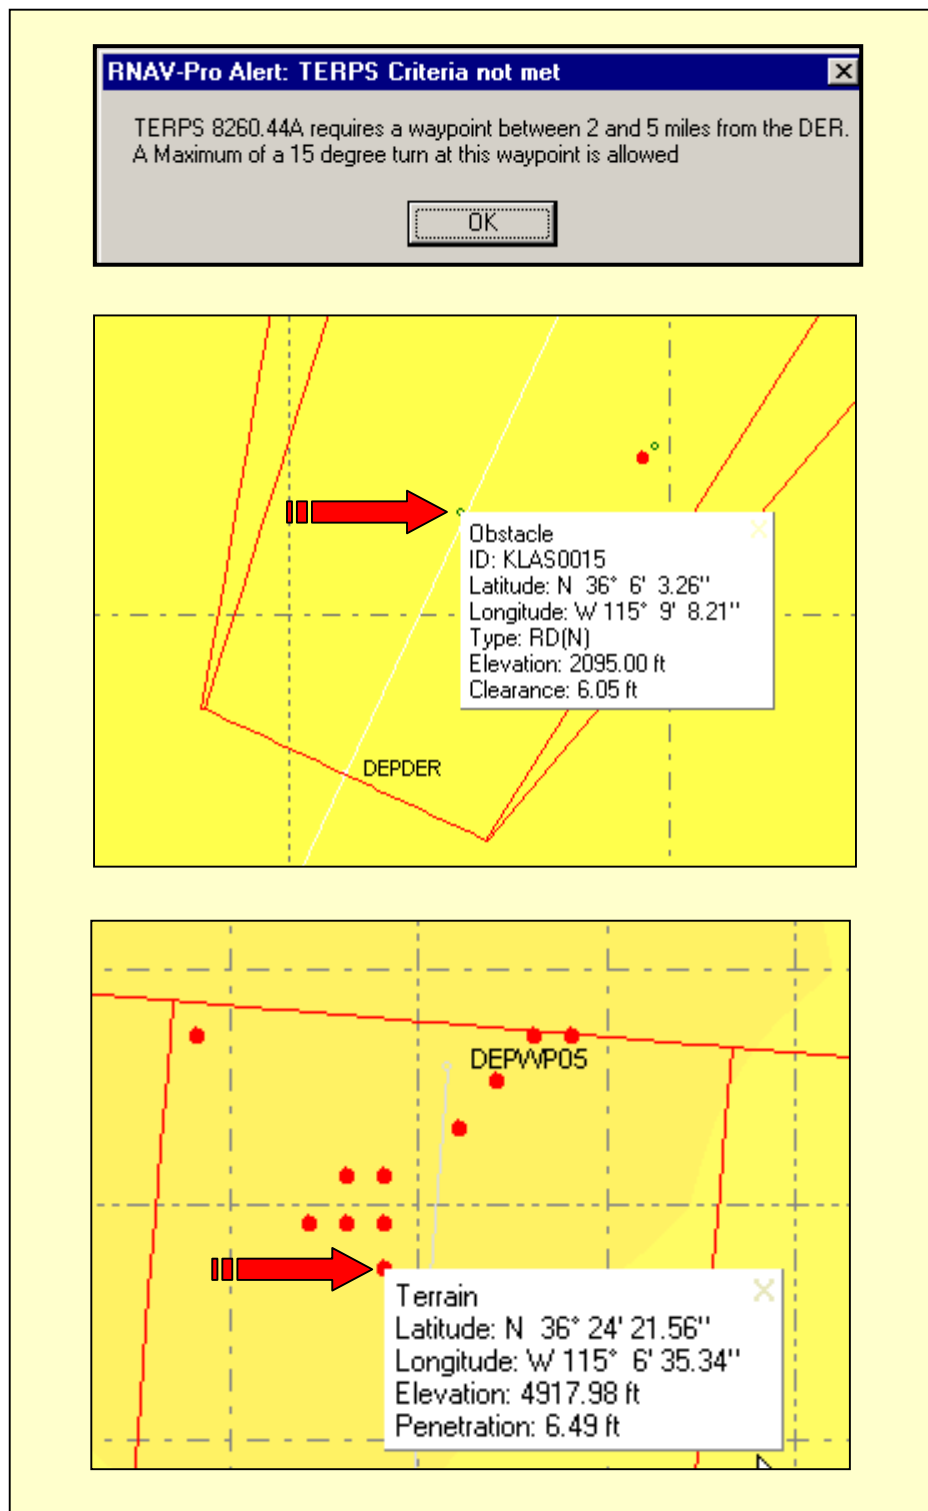 RNAV-Pro Alert: TERPS Criteria not met
TERPS 8260.44A requires a waypoint between 2 and 5 miles from the DER.
A Maximum of a 15 degree turn at this waypoint is allowed
OK
Obstacle
ID: KLAS0015
Latitude: N 36° 6' 3.26"
Longitude: W 115° 9' 8.21"
Type: RD(N)
Elevation: 2095.00 ft
Clearance: 6.05 ft
DEPDER
DEPWP05
Terrain
Latitude: N 36° 24' 21.56"
Longitude: W 115° 6' 35.34"
Elevation: 4917.98 ft
Penetration: 6.49 ft